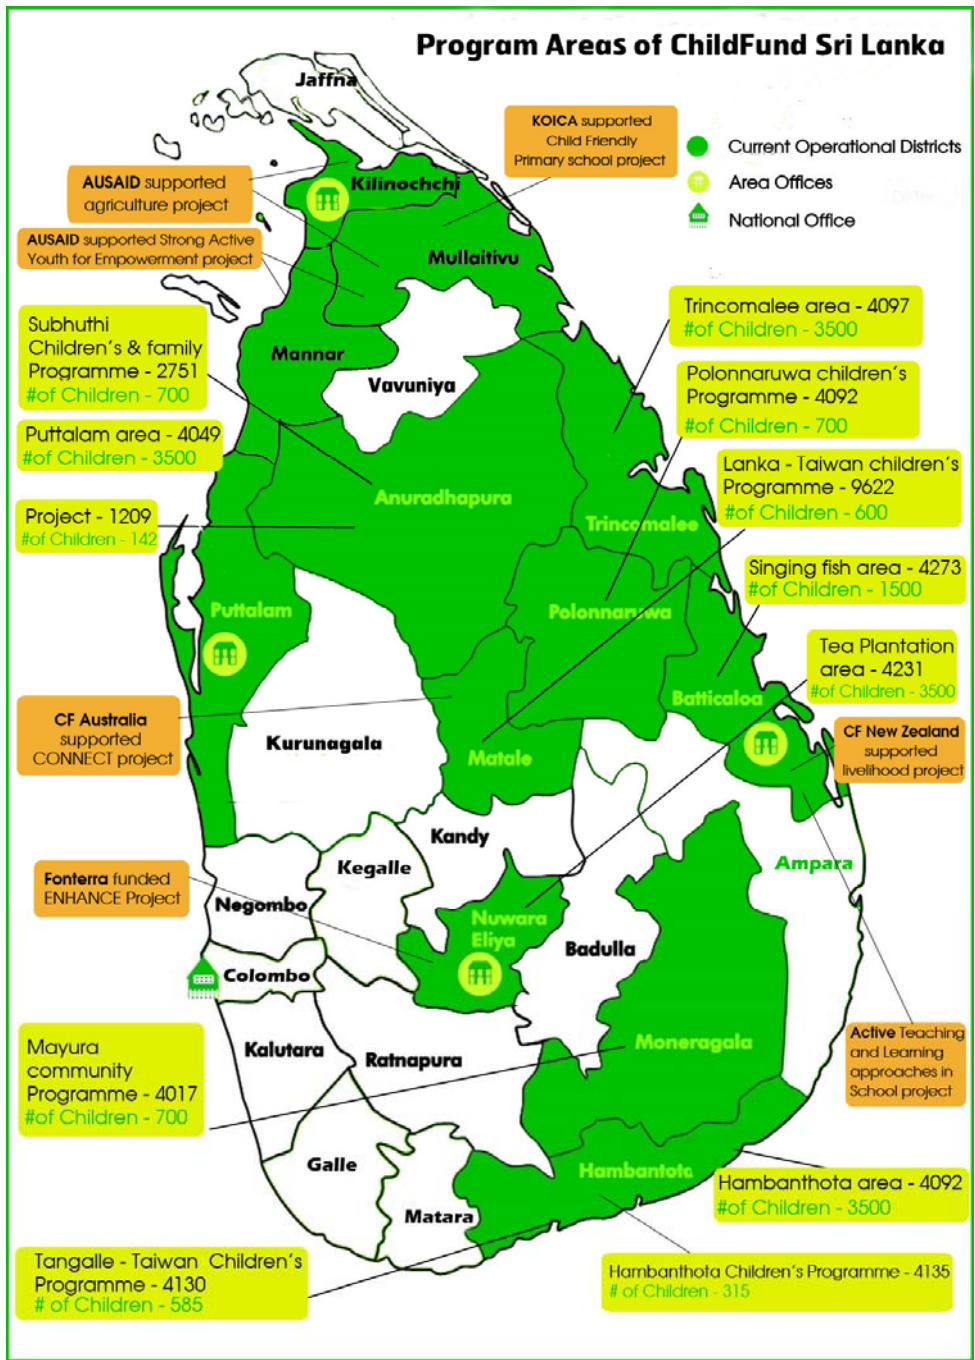 Program Areas of ChildFund Sri Lanka
Jaffna
KOICA supported
Child Friendly
Primary school project
Current Operational Districts
Area Offices
National Office
AUSAID supported
agriculture project
Kilinochchi
AUSAID supported Strong Active
Youth for Empowerment project
Mullaitivu
Subhuthi
Children's & family
Programme - 2751
#of Children - 700
Mannar
Vavuniya
Trincomalee area - 4097
#of Children - 3500
Polonnaruwa children's
Programme - 4092
#of Children - 700
Puttalam area - 4049
#of Children - 3500
Lanka - Taiwan children's
Programme - 9622
#of Children - 600
Anuradhapura
Trincomalee
Project - 1209
#of Children - 142
Singing fish area - 4273
#of Children - 1500
Puttalam
Polonnaruwa
Tea Plantation
area - 4231
#of Children - 3500
Batticaloa
CF Australia
supported
CONNECT project
Kurunagala
Matale
CF New Zealand
supported
livelihood project
Kandy
Kegalle
Ampara
Fonterra funded
ENHANCE Project
Negombo
Nuwara
Eliya
Badulla
Colombo
Mayura
community
Programme - 4017
#of Children - 700
Kalutara
Ratnapura
Moneragala
Active Teaching
and Learning
approaches in
School project
Galle
Hambantota
Hambanthota area - 4092
#of Children - 3500
Matara
Tangalle - Taiwan Children's
Programme - 4130
# of Children - 585
Hambanthota Children's Programme - 4135
# of Children - 315